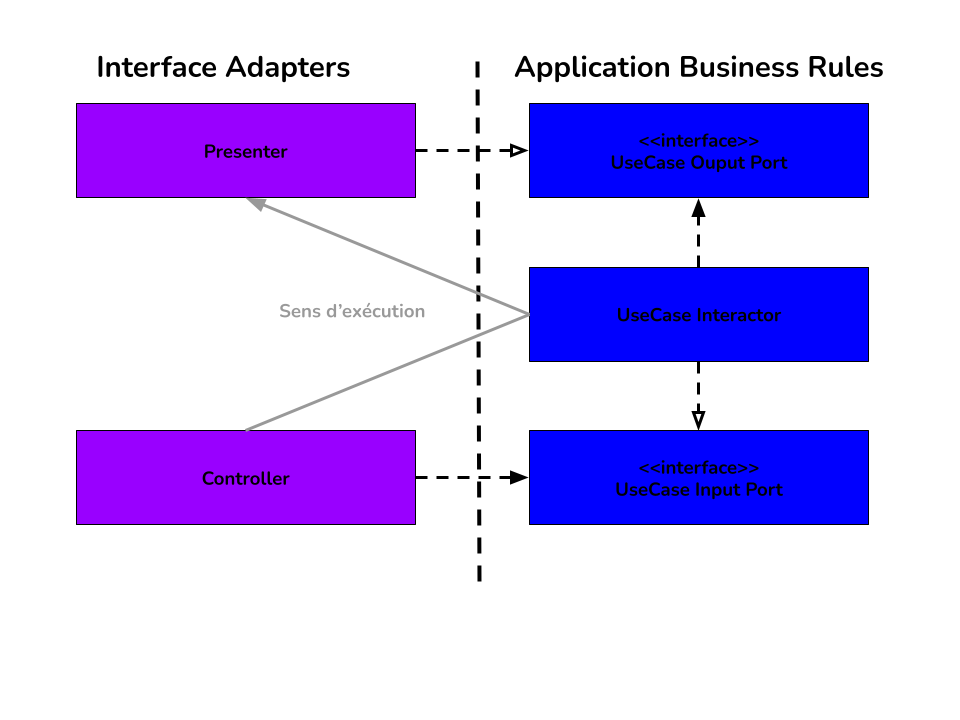 Interface Adapters
Application Business Rules
Presenter
<<interface>>
UseCase Ouput Port
Sens d'exécution
UseCase Interactor
Controller
<<interface>>
UseCase Input Port